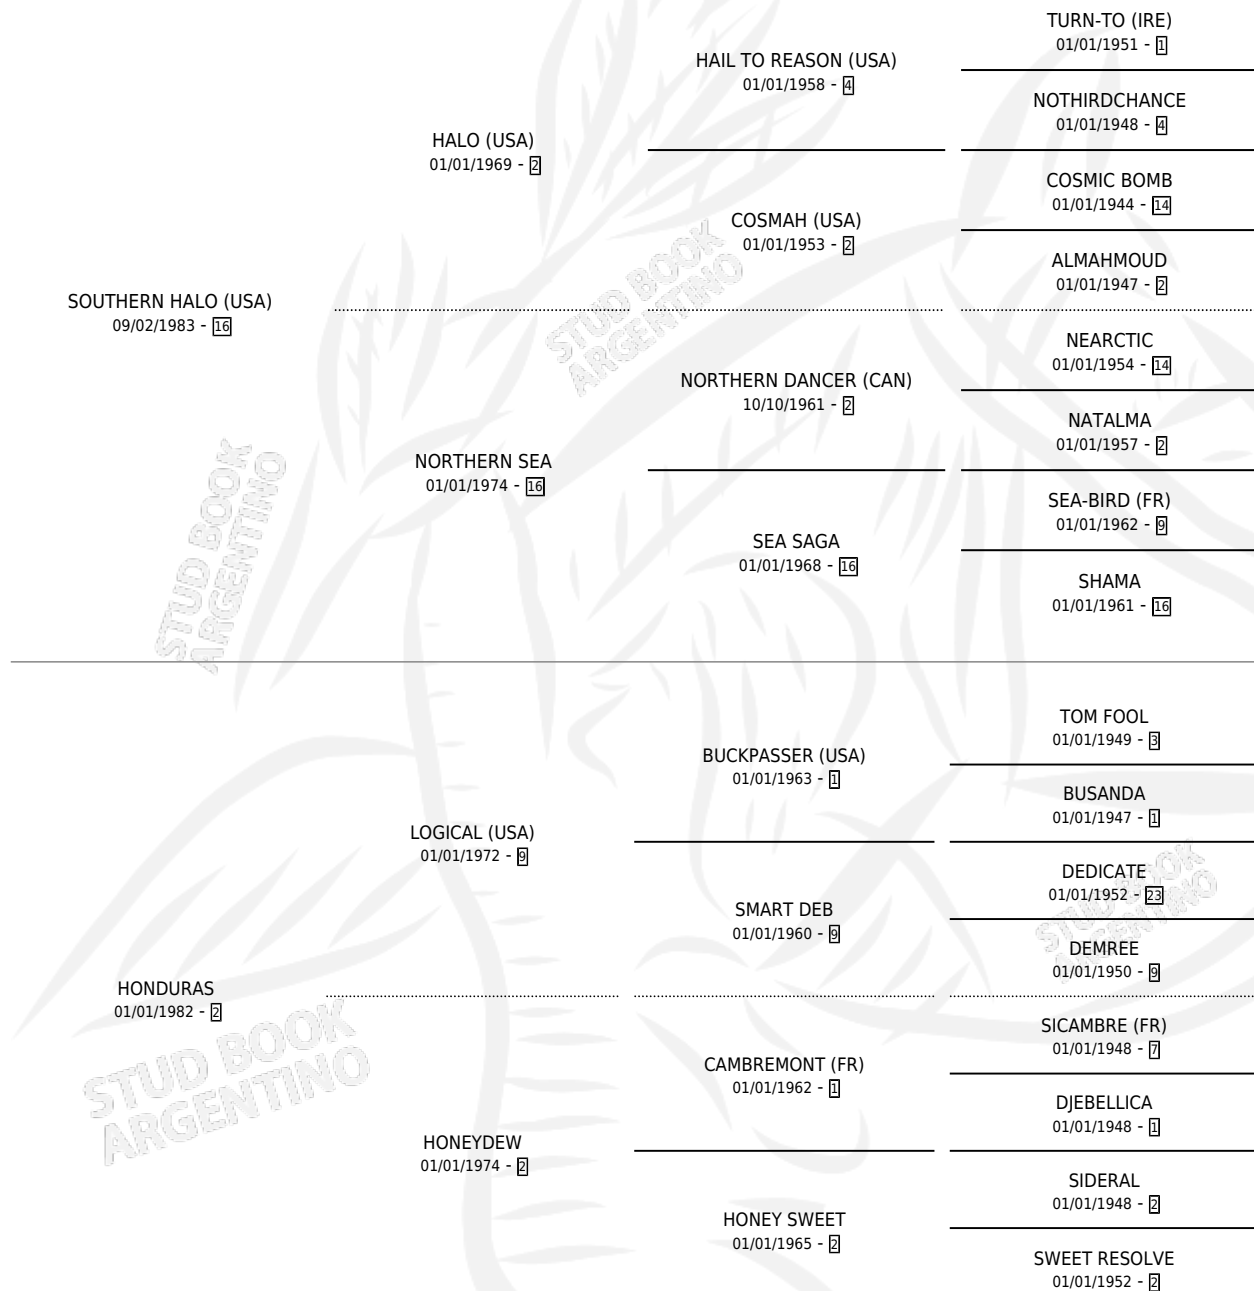 TURN-TO (IRE)
01/01/1951 - 1
HAIL TO REASON (USA)
01/01/1958 - 4
NOTHIRDCHANCE
01/01/1948 - 4
HALO (USA)
01/01/1969 - 2
COSMIC BOMB
01/01/1944 - 14
COSMAH (USA)
01/01/1953 - 2
ALMAHMOUD
01/01/1947 - 2
SOUTHERN HALO (USA)
09/02/1983 - 16
NEARCTIC
01/01/1954 - 14
NORTHERN DANCER (CAN)
10/10/1961 - 2
NATALMA
01/01/1957 - 2
NORTHERN SEA
01/01/1974 - 16
SEA-BIRD (FR)
01/01/1962 - 9
SEA SAGA
01/01/1968 - 16
SHAMA
01/01/1961 - 16
TOM FOOL
01/01/1949 - 3
BUCKPASSER (USA)
01/01/1963 - 1
BUSANDA
01/01/1947 - 1
LOGICAL (USA)
01/01/1972 - 9
DEDICATE
01/01/1952 - 23
SMART DEB
01/01/1960 - 9
DEMREE
01/01/1950 - 9
HONDURAS
01/01/1982 - 2
SICAMBRE (FR)
01/01/1948 - 7
CAMBREMONT (FR)
01/01/1962 - 1
DJEBELLICA
01/01/1948 - 1
HONEYDEW
01/01/1974 - 2
SIDERAL
01/01/1948 - 2
HONEY SWEET
01/01/1965 - 2
SWEET RESOLVE
01/01/1952 - 2
STUD BOOK
ARGENTINO
STUD BOOK
ARGENTINO
STUD BOOK
ARGENTINO
STUD BOOK
ARGENTINO